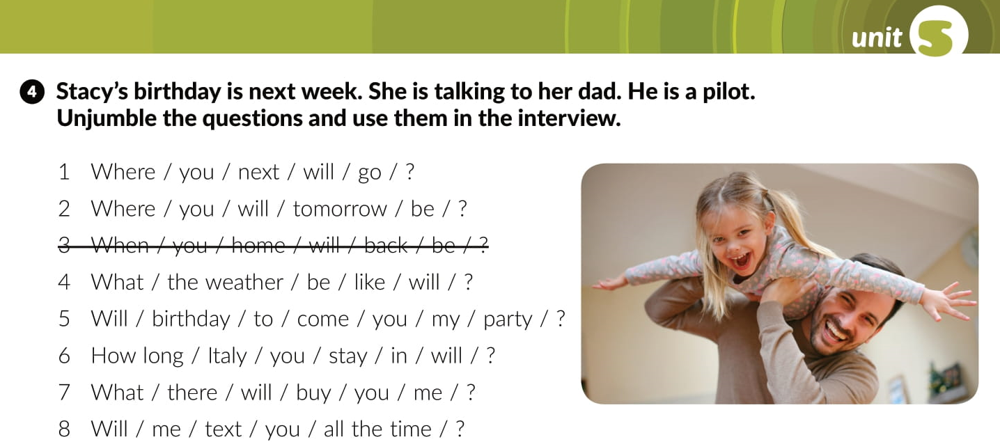 unit 5
4 Stacy's birthday is next week. She is talking to her dad. He is a pilot.
Unjumble the questions and use them in the interview.
1 Where / you / next / will / go / ?
2 Where / you / will / tomorrow / be / ?
3 When / you / home / will / back / be / ?
4 What / the weather / be / like / will / ?
5 Will / birthday / to / come / you / my / party / ?
6 How long / Italy / you / stay / in / will / ?
7 What / there / will / buy / you / me / ?
8 Will / me / text / you / all the time / ?